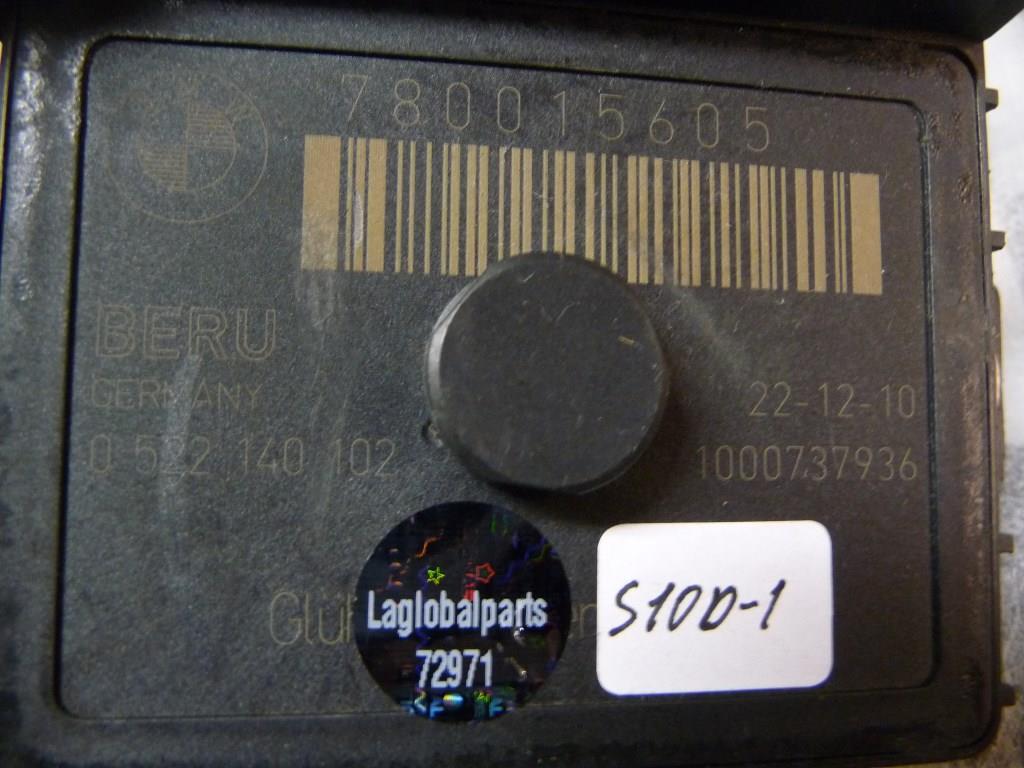 780015605
BERU
GERMANY
22-12-10
0 522 140 102
1000737936
Laglobalparts
72971
S10D-1